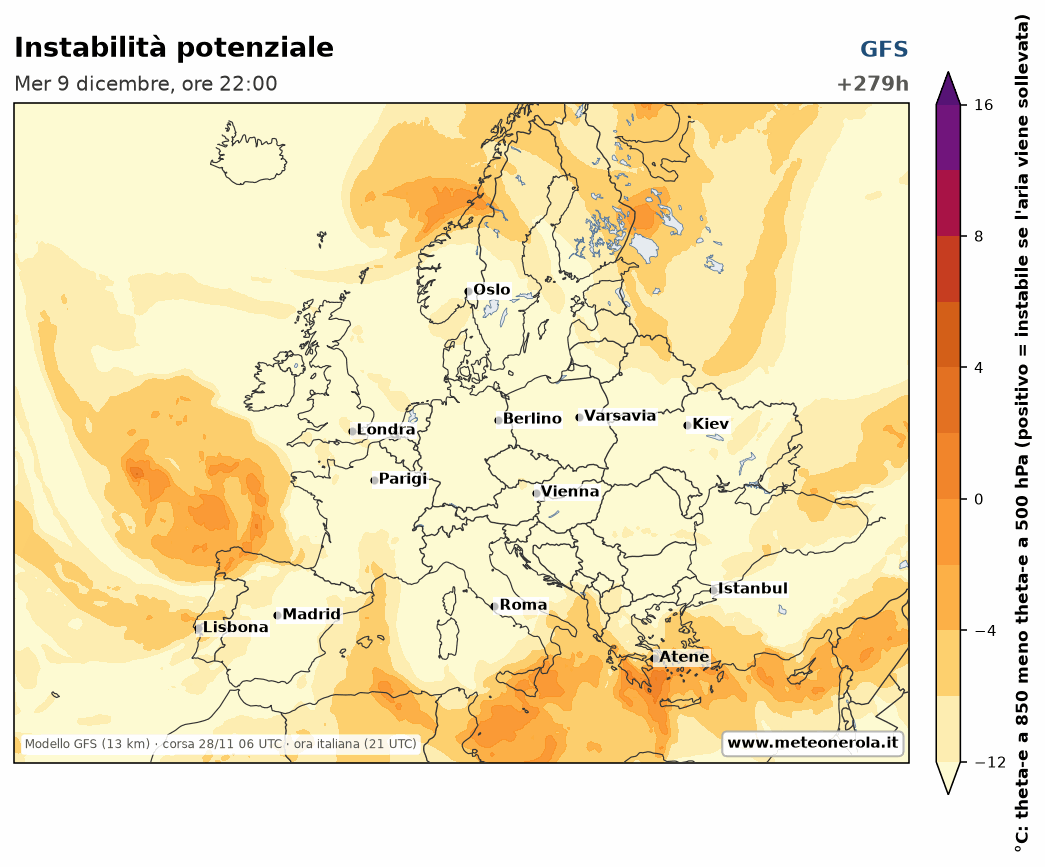 Instabilità potenziale
GFS
Mer 9 dicembre, ore 22:00
+279h
Oslo
Berlino
Varsavia
Kiev
Londra
Parigi
Vienna
Istanbul
Roma
Madrid
Lisbona
Atene
Modello GFS (13 km) · corsa 28/11 06 UTC · ora italiana (21 UTC)
www.meteonerola.it
16
8
4
0
−4
−12
°C: theta-e a 850 meno theta-e a 500 hPa (positivo = instabile se l'aria viene sollevata)